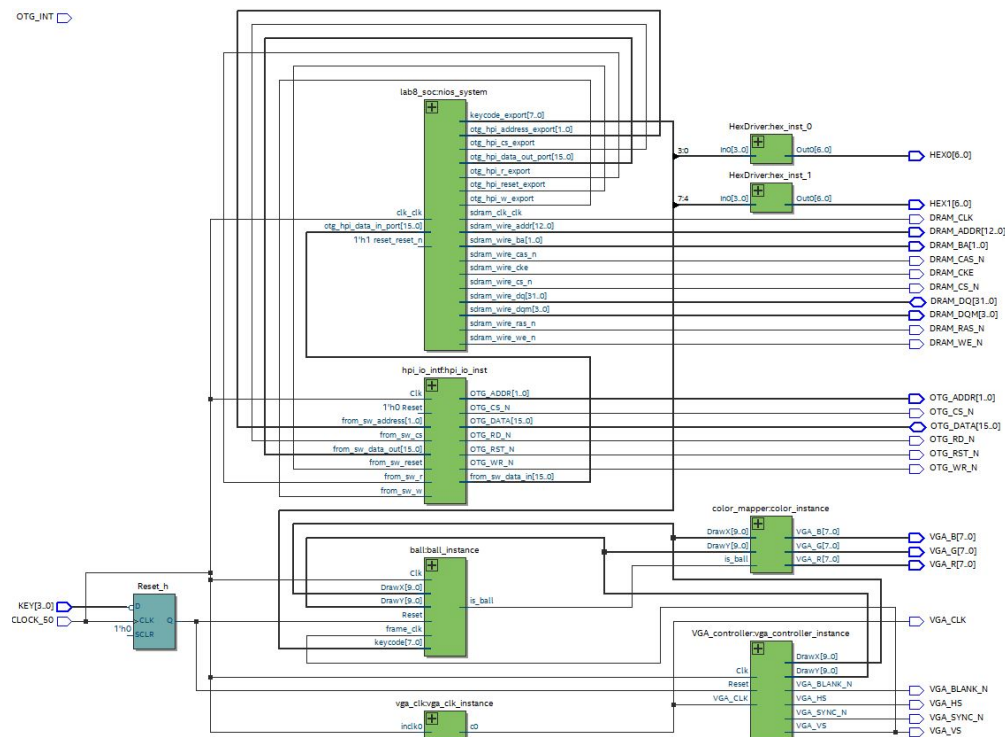 OTG_INT
lab8_soc:nios_system
keycode_export[7..0]
otg_hpi_address_export[1..0]
otg_hpi_cs_export
otg_hpi_data_out_port[15..0]
otg_hpi_r_export
otg_hpi_reset_export
otg_hpi_w_export
clk_clk
sdram_clk_clk
otg_hpi_data_in_port[15..0]
sdram_wire_addr[12..0]
1'h1 reset_reset_n
sdram_wire_ba[1..0]
sdram_wire_cas_n
sdram_wire_cke
sdram_wire_cs_n
sdram_wire_dq[31..0]
sdram_wire_dqm[3..0]
sdram_wire_ras_n
sdram_wire_we_n
HexDriver:hex_inst_0
3:0
In0[3..0]
Out0[6..0]
HEX0[6..0]
HexDriver:hex_inst_1
7:4
In0[3..0]
Out0[6..0]
HEX1[6..0]
DRAM_CLK
DRAM_ADDR[12..0]
DRAM_BA[1..0]
DRAM_CAS_N
DRAM_CKE
DRAM_CS_N
DRAM_DQ[31..0]
DRAM_DQM[3..0]
DRAM_RAS_N
DRAM_WE_N
hpi_io_intf:hpi_io_inst
Clk
1'h0 Reset
from_sw_address[1..0]
from_sw_cs
from_sw_data_out[15..0]
from_sw_reset
from_sw_r
from_sw_w
OTG_ADDR[1..0]
OTG_CS_N
OTG_DATA[15..0]
OTG_RD_N
OTG_RST_N
OTG_WR_N
from_sw_data_in[15..0]
OTG_ADDR[1..0]
OTG_CS_N
OTG_DATA[15..0]
OTG_RD_N
OTG_RST_N
OTG_WR_N
color_mapper:color_instance
DrawX[9..0]
DrawY[9..0]
is_ball
VGA_B[7..0]
VGA_G[7..0]
VGA_R[7..0]
VGA_B[7..0]
VGA_G[7..0]
VGA_R[7..0]
ball:ball_instance
Clk
DrawX[9..0]
DrawY[9..0]
Reset
frame_clk
keycode[7..0]
is_ball
Reset_h
KEY[3..0]
CLOCK_50
1'h0
D
CLK
SCLR
Q
VGA_CLK
VGA_controller:vga_controller_instance
Clk
Reset
VGA_CLK
DrawX[9..0]
DrawY[9..0]
VGA_BLANK_N
VGA_HS
VGA_SYNC_N
VGA_VS
VGA_BLANK_N
VGA_HS
VGA_SYNC_N
VGA_VS
vga_clk:vga_clk_instance
inclk0
c0